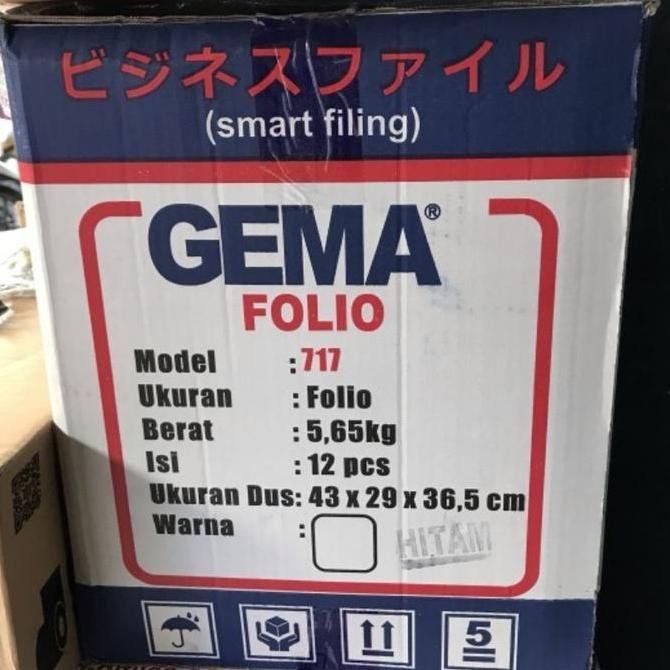 ビジネスファイル
(smart filing)
GEMA®
FOLIO
Model : 717
Ukuran : Folio
Berat : 5,65kg
Isi : 12 pcs
Ukuran Dus: 43 x 29 x 36,5 cm
Warna : HITAM
5